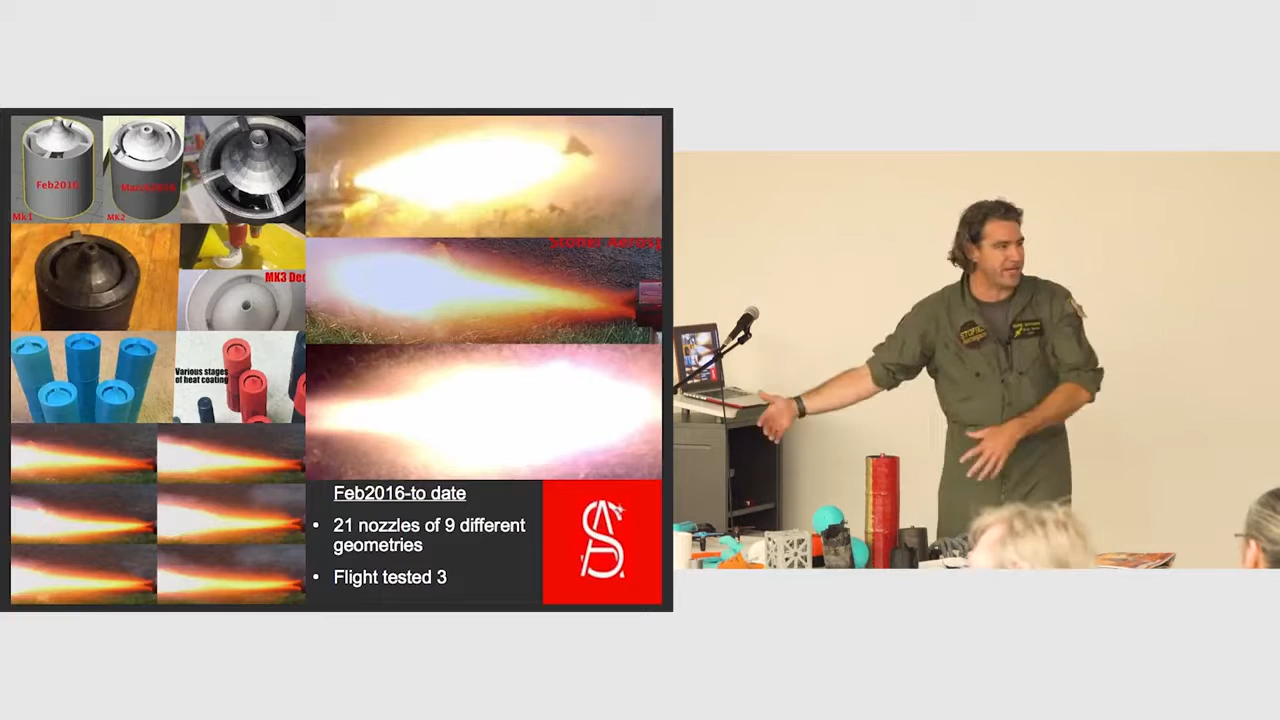 Feb2016
Mk1
MK2
MK3
Various stages
of heat coating
Feb2016-to date
• 21 nozzles of 9 different
geometries
• Flight tested 3